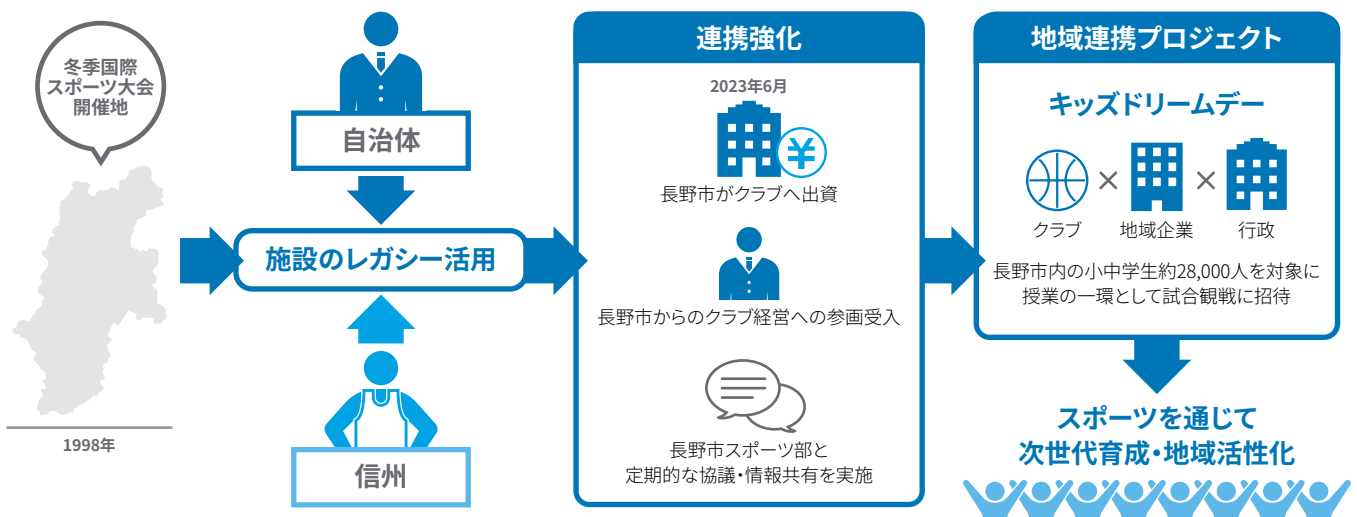 冬季国際
スポーツ大会
開催地
1998年
自治体
施設のレガシー活用
信州
連携強化
2023年6月
¥
長野市がクラブへ出資
長野市からのクラブ経営への参画受入
長野市スポーツ部と
定期的な協議・情報共有を実施
地域連携プロジェクト
キッズドリームデー
× ×
クラブ 地域企業 行政
長野市内の小中学生約28,000人を対象に
授業の一環として試合観戦に招待
スポーツを通じて
次世代育成・地域活性化